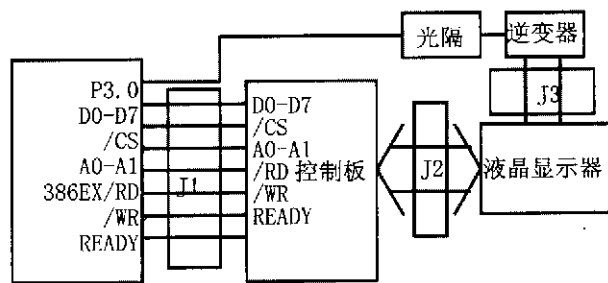 光隔
逆变器
J3
P3.0
D0-D7
/CS
A0-A1
386EX/RD
/WR
READY
J1
D0-D7
/CS
A0-A1
/RD 控制板
/WR
READY
J2
液晶显示器